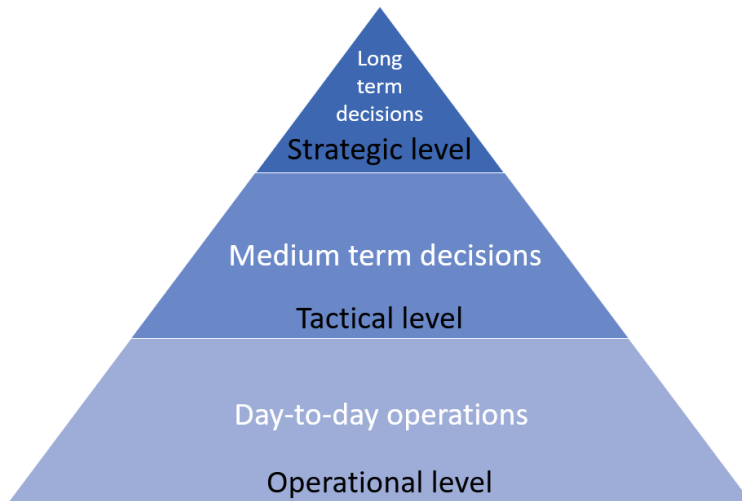 Long
term
decisions
Strategic level
Medium term decisions
Tactical level
Day-to-day operations
Operational level